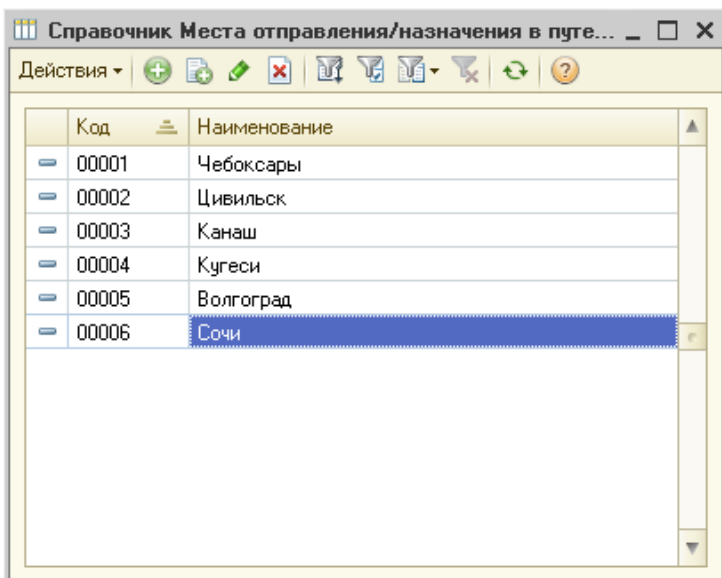 Справочник Места отправления/назначения в путе...
Действия
Код Наименование
00001 Чебоксары
00002 Цивильск
00003 Канаш
00004 Кугеси
00005 Волгоград
00006 Сочи